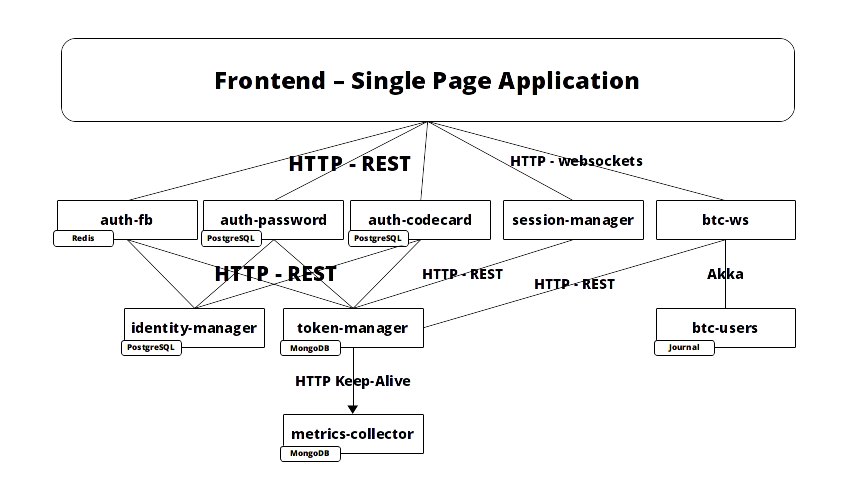 Frontend – Single Page Application
HTTP - REST
HTTP - websockets
auth-fb
auth-password
auth-codecard
session-manager
btc-ws
Redis
PostgreSQL
PostgreSQL
HTTP - REST
HTTP - REST
HTTP - REST
Akka
identity-manager
token-manager
btc-users
PostgreSQL
MongoDB
Journal
HTTP Keep-Alive
metrics-collector
MongoDB